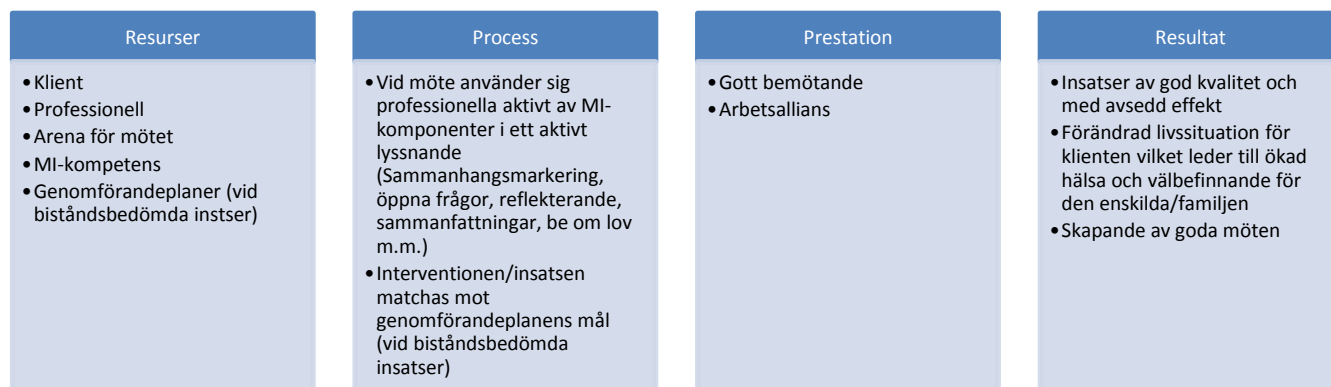 Resurser
•Klient
•Professionell
•Arena för mötet
•MI-kompetens
•Genomförandeplaner (vid
biståndsbedömda instser)
Process
•Vid möte använder sig
professionella aktivt av MI-
komponenter i ett aktivt
lyssnande
(Sammanhangsmarkering,
öppna frågor, reflekterande,
sammanfattningar, be om lov
m.m.)
•Interventionen/insatsen
matchas mot
genomförandeplanens mål
(vid biståndsbedömda
insatser)
Prestation
•Gott bemötande
•Arbetsallians
Resultat
•Insatser av god kvalitet och
med avsedd effekt
•Förändrad livssituation för
klienten vilket leder till ökad
hälsa och välbefinnande för
den enskilda/familjen
•Skapande av goda möten